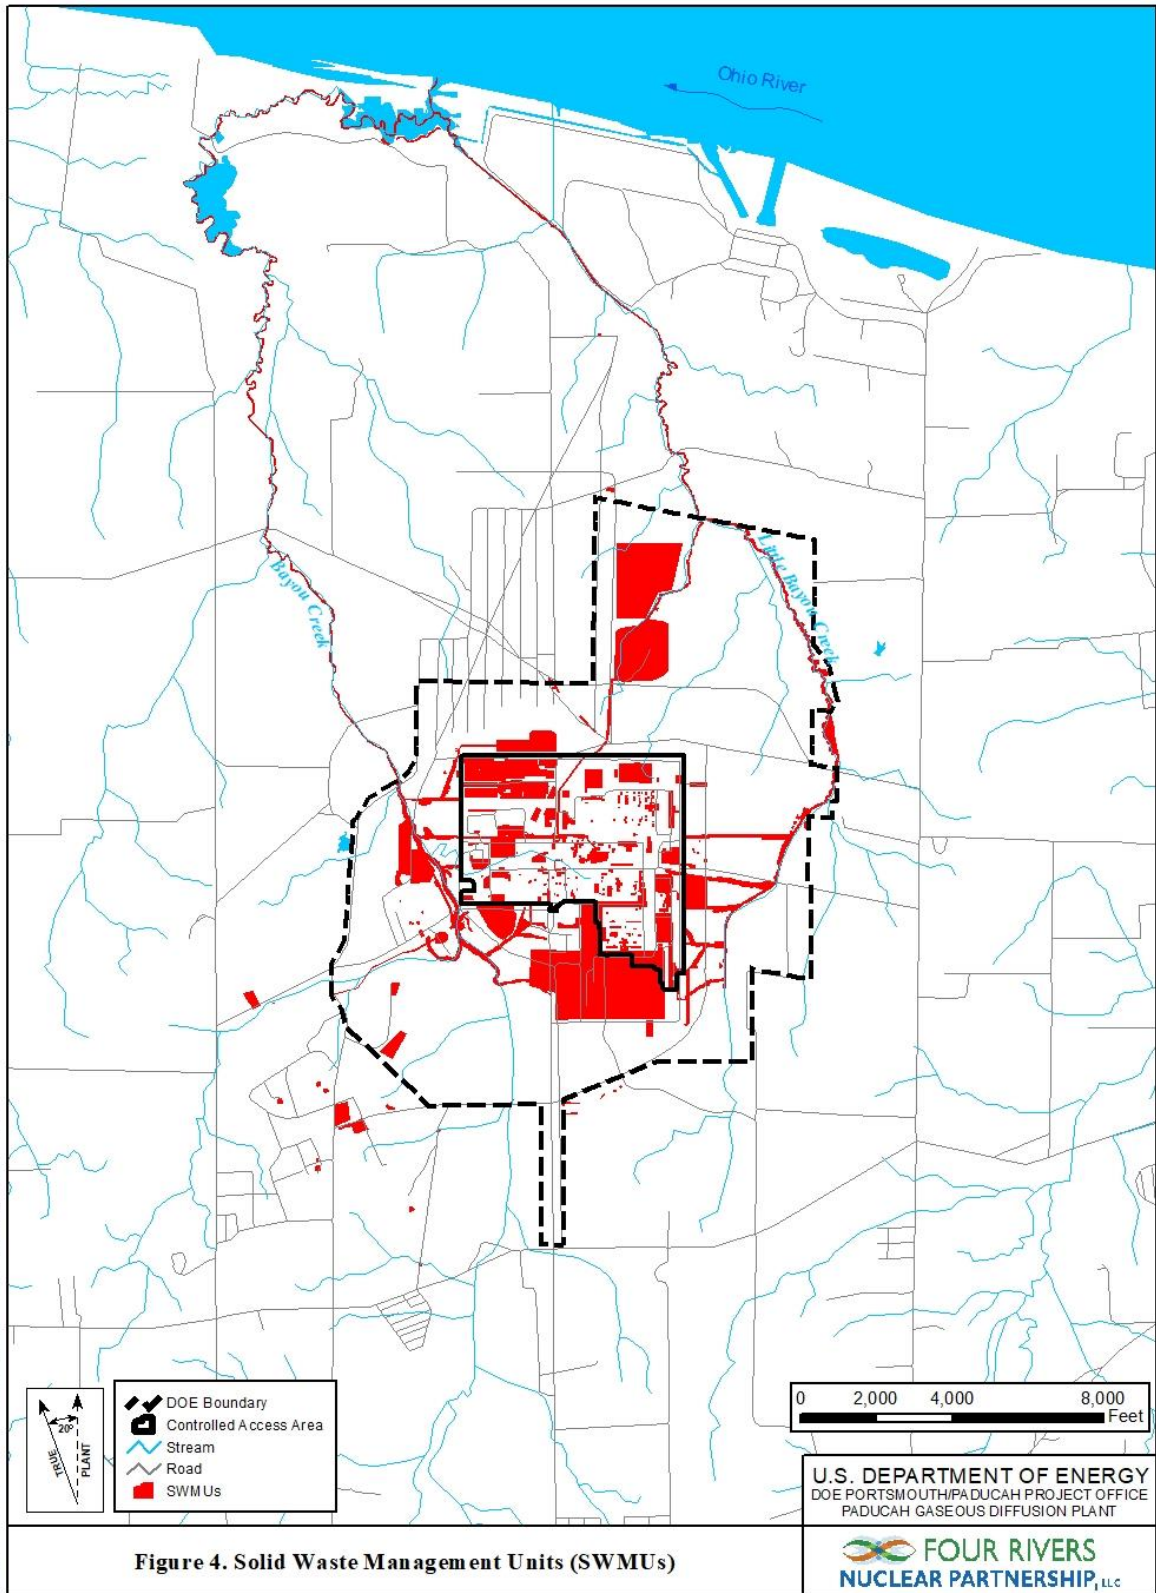 Ohio River
Bayou Creek
Little Bayou Creek
20º
TRUE
PLANT
DOE Boundary
Controlled Access Area
Stream
Road
SWMUs
0 2,000 4,000 8,000
Feet
U.S. DEPARTMENT OF ENERGY
DOE PORTSMOUTH/PADUCAH PROJECT OFFICE
PADUCAH GASEOUS DIFFUSION PLANT
Figure 4. Solid Waste Management Units (SWMUs)
FOUR RIVERS
NUCLEAR PARTNERSHIP, LLC